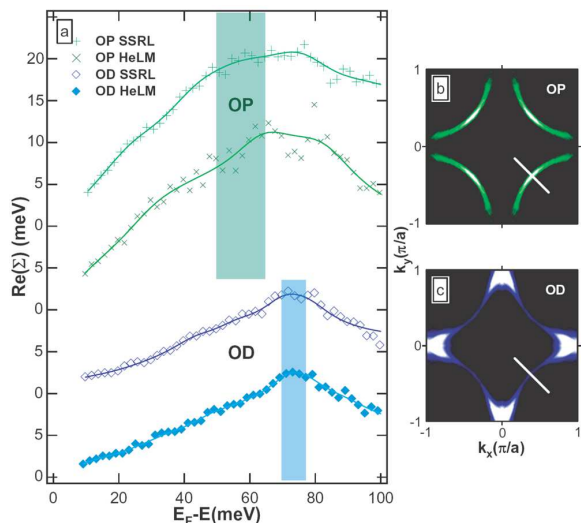 a
+ OP SSRL
× OP HeLM
◇ OD SSRL
◆ OD HeLM
20
15
10
5
0
5
0
5
0
5
0
Re(Σ) (meV)
OP
OD
0
20
40
60
80
100
E_F-E(meV)
b
OP
1
0
-1
c
OD
1
0
-1
k_y(π/a)
-1
0
1
k_x(π/a)